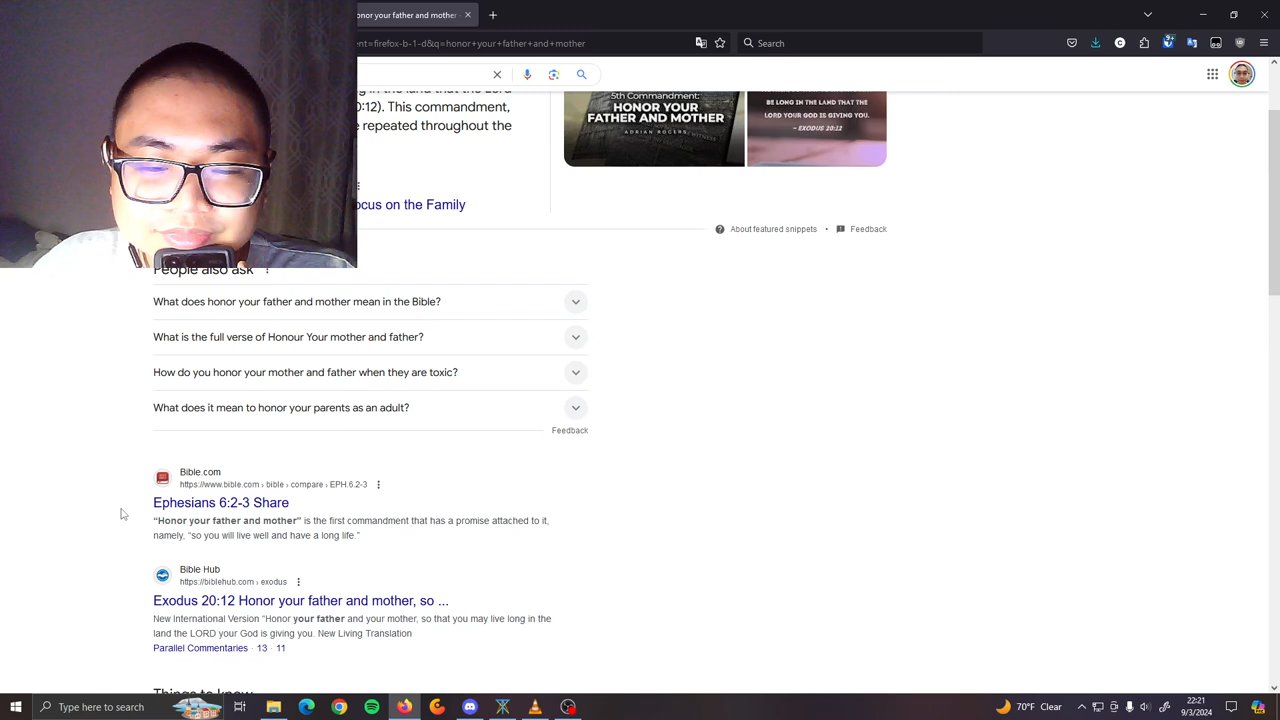 onor your father and mother -
ent=firefox-b-1-d&q=honor+your+father+and+mother
Search
0:12). This commandment,
e repeated throughout the
ocus on the Family
5th Commandment:
HONOR YOUR
FATHER AND MOTHER
ADRIAN ROGERS
BE LONG IN THE LAND THAT THE
LORD YOUR GOD IS GIVING YOU.
– EXODUS 20:12
About featured snippets • Feedback
People also ask
What does honor your father and mother mean in the Bible?
What is the full verse of Honour Your mother and father?
How do you honor your mother and father when they are toxic?
What does it mean to honor your parents as an adult?
Feedback
Bible.com
https://www.bible.com › bible › compare › EPH.6.2-3
Ephesians 6:2-3 Share
“Honor your father and mother” is the first commandment that has a promise attached to it,
namely, “so you will live well and have a long life.”
Bible Hub
https://biblehub.com › exodus
Exodus 20:12 Honor your father and mother, so ...
New International Version “Honor your father and your mother, so that you may live long in the
land the LORD your God is giving you. New Living Translation
Parallel Commentaries · 13 · 11
Things to know
Type here to search
70°F Clear
22:21
9/3/2024